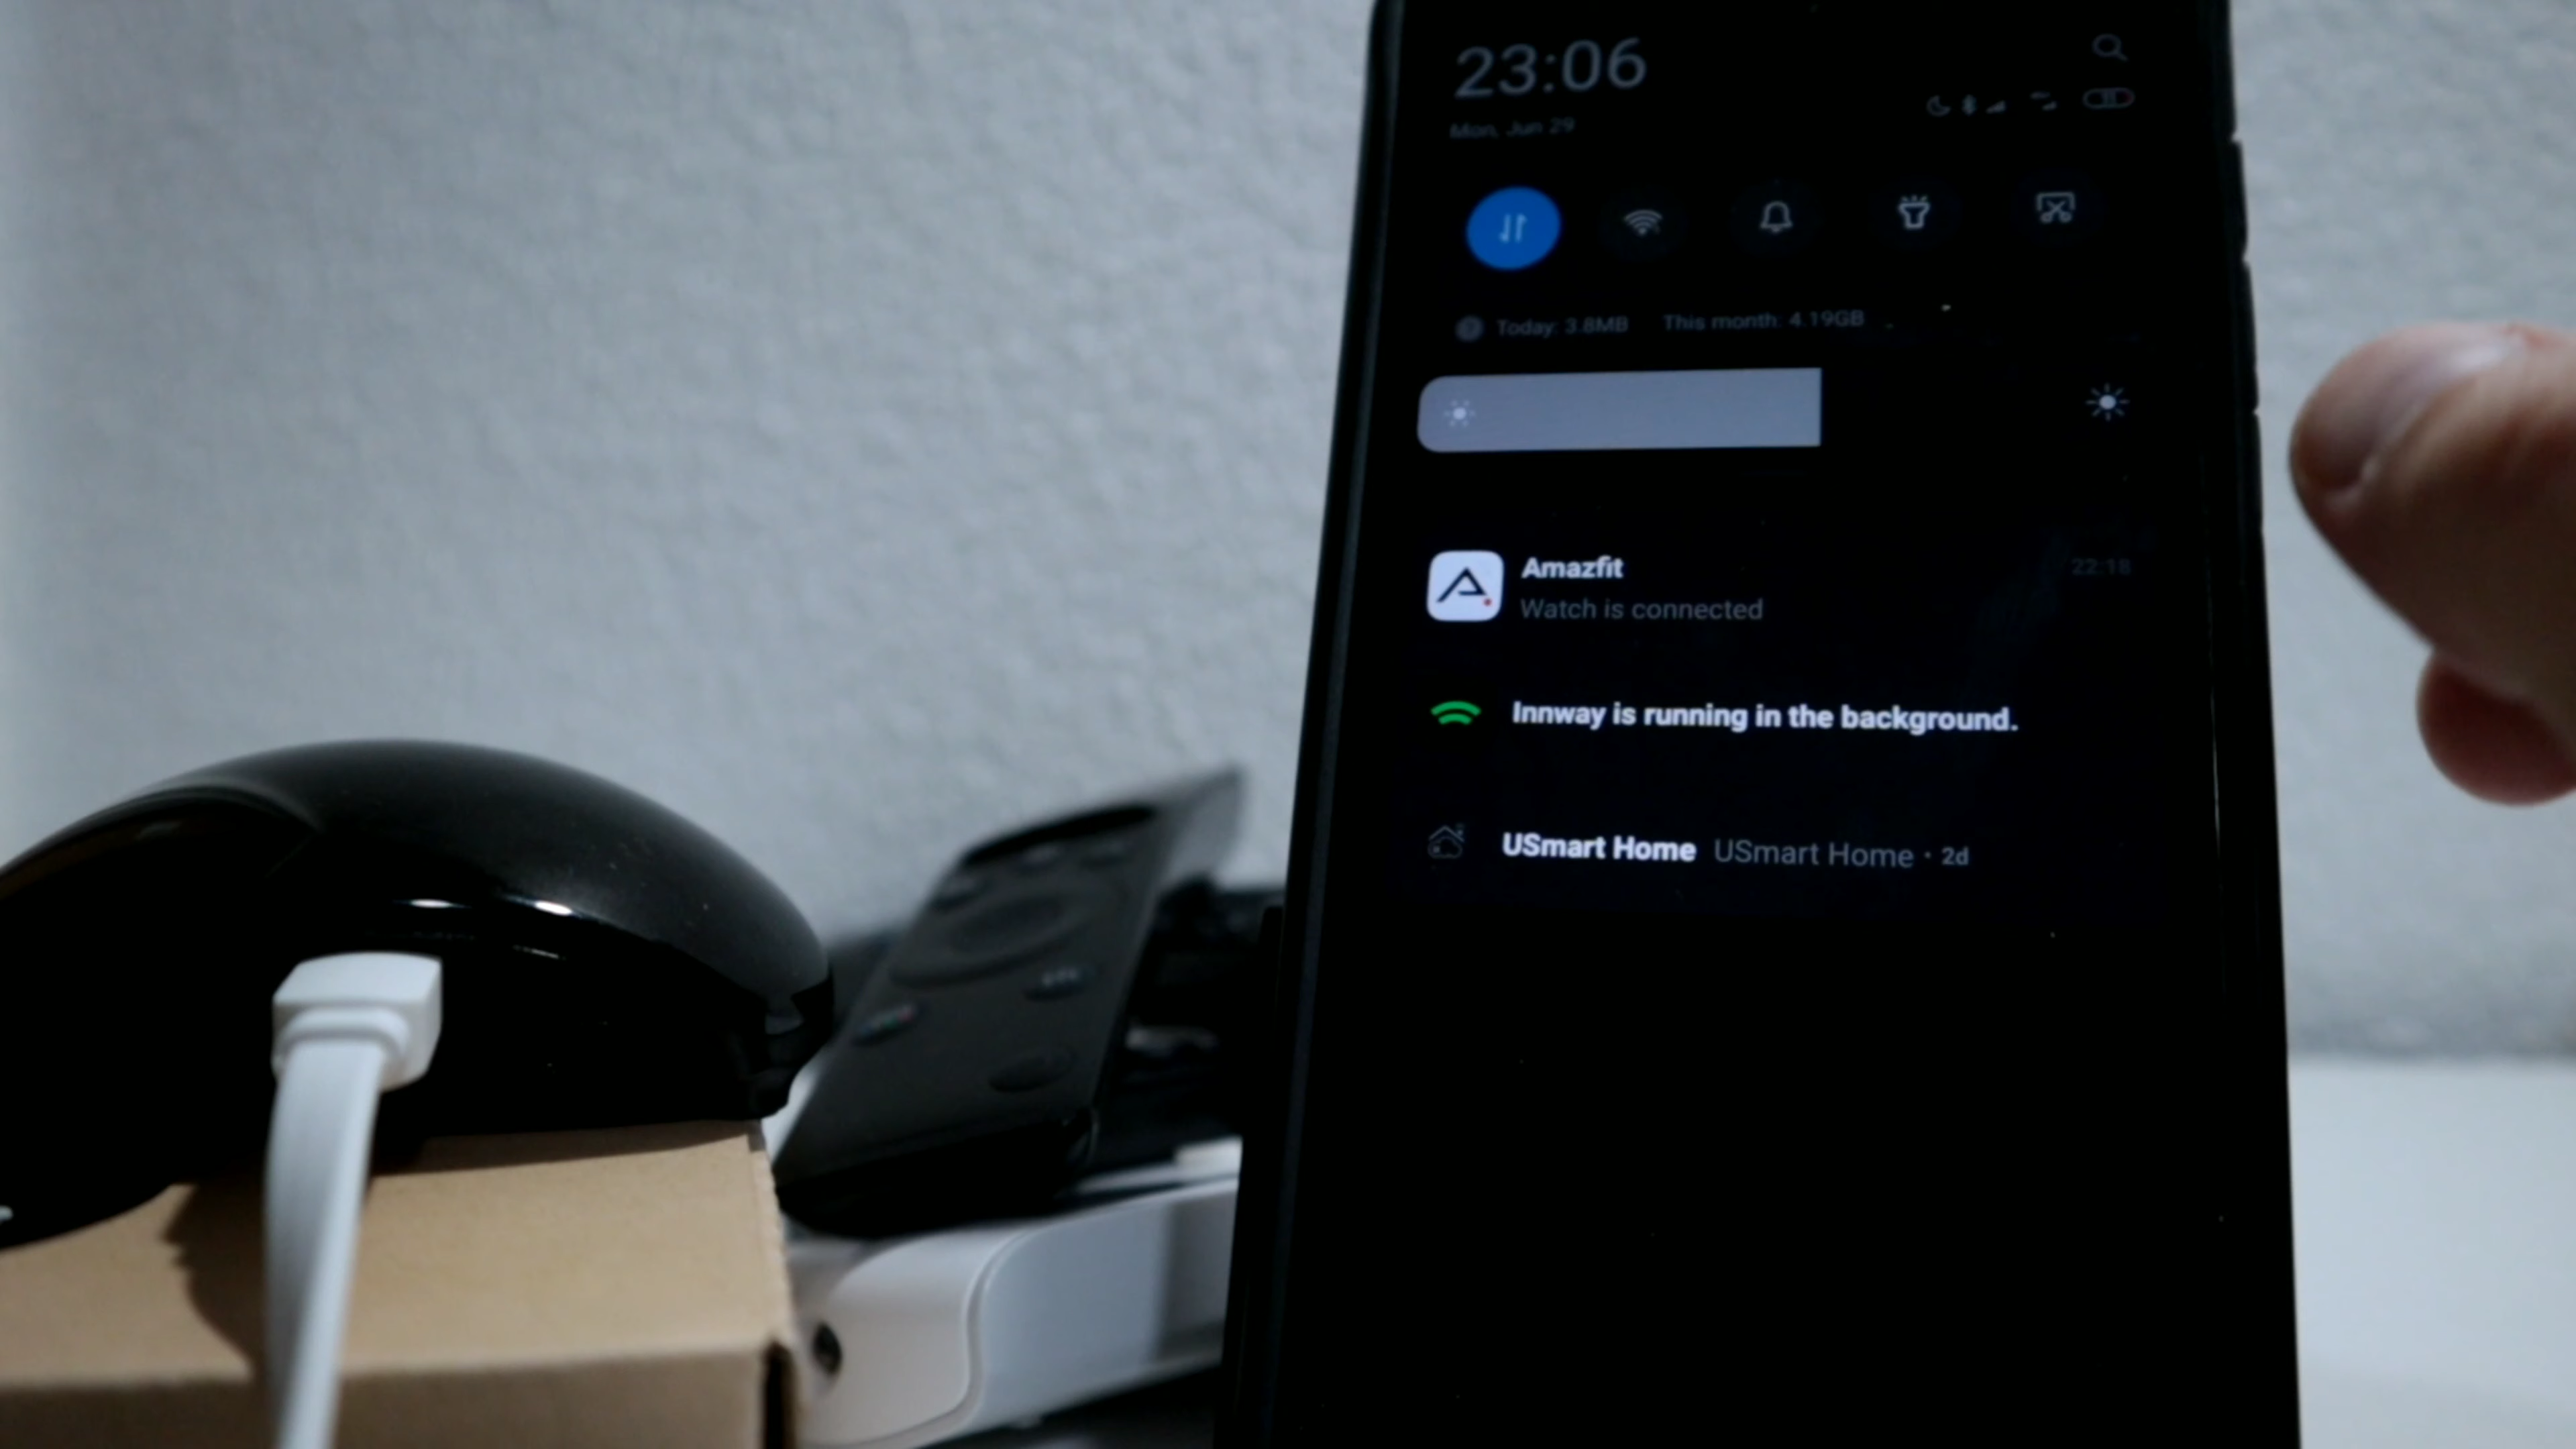 23:06
Mon, Jun 29
Today: 3.8MB This month: 4.19GB
Amazfit 22:18
Watch is connected
Innway is running in the background.
USmart Home USmart Home · 2d